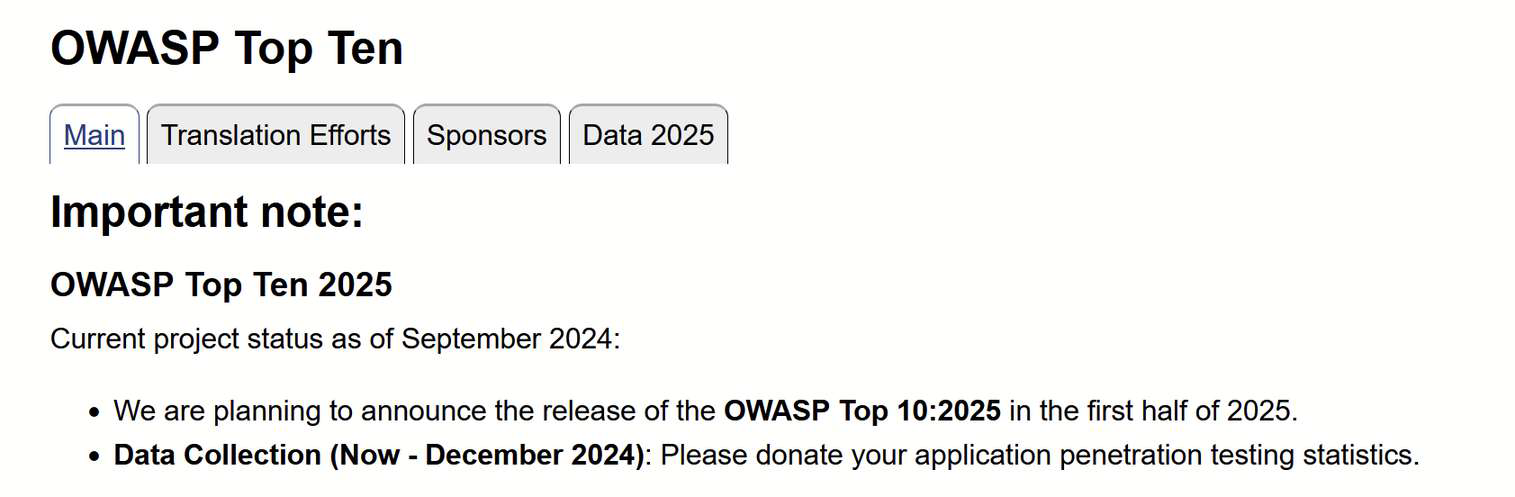 OWASP Top Ten
Main Translation Efforts Sponsors Data 2025
Important note:
OWASP Top Ten 2025
Current project status as of September 2024:
• We are planning to announce the release of the OWASP Top 10:2025 in the first half of 2025.
• Data Collection (Now - December 2024): Please donate your application penetration testing statistics.